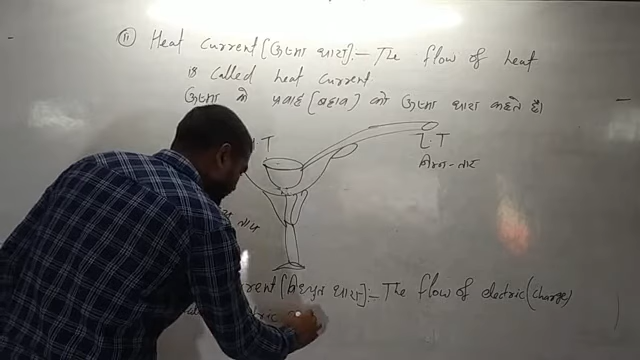 (ii) Heat Current [ऊष्मा धारा] :- The flow of heat
is called heat current.
ऊष्मा के प्रवाह [बहाव] को ऊष्मा धारा कहते हैं।
T
L.T
निम्न-ताप
ताप
[विद्युत धारा] :- The flow of electric (charge)